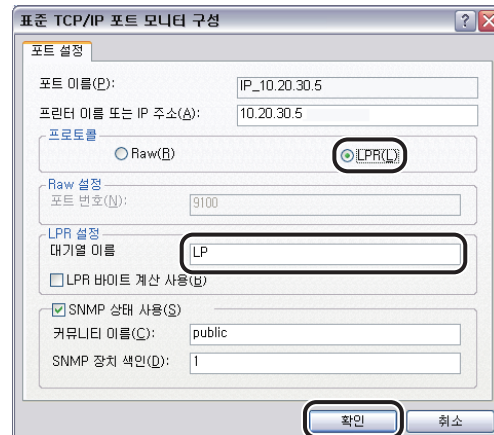 표준 TCP/IP 포트 모니터 구성
포트 설정
포트 이름(P): IP_10.20.30.5
프린터 이름 또는 IP 주소(A): 10.20.30.5
프로토콜
Raw(R) LPR(L)
Raw 설정
포트 번호(N): 9100
LPR 설정
대기열 이름 LP
LPR 바이트 계산 사용(B)
SNMP 상태 사용(S)
커뮤니티 이름(C): public
SNMP 장치 색인(D): 1
확인 취소